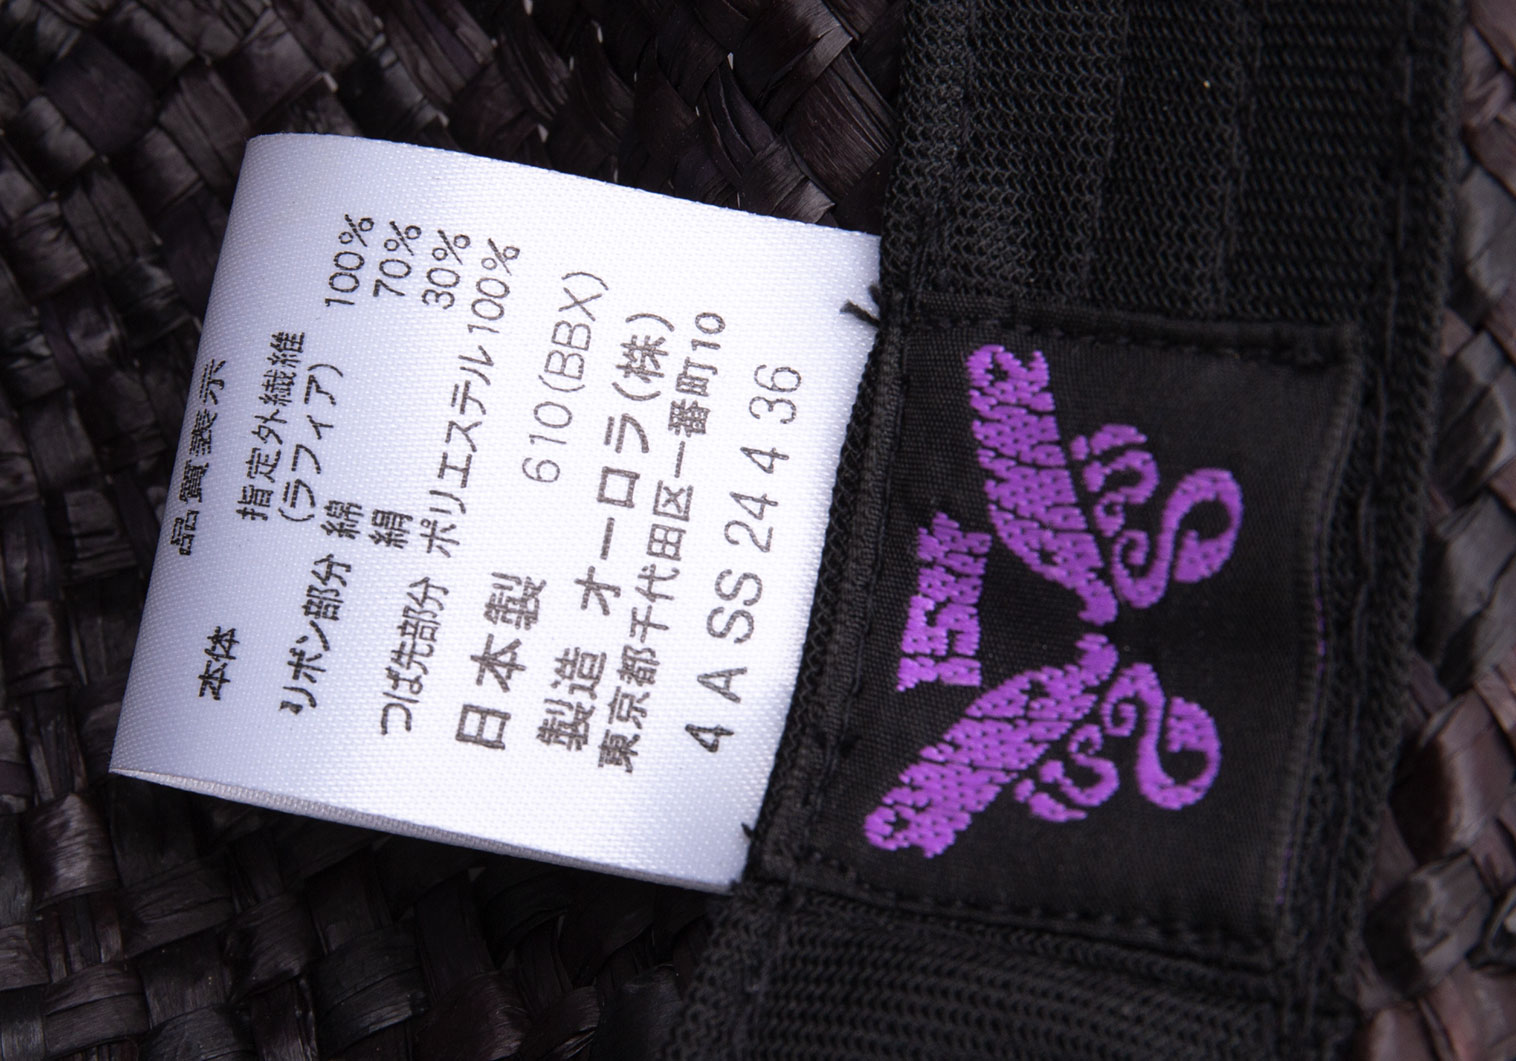 品質表示
本体 指定外繊維 100%
(ラフィア)
リボン部分 綿 70%
絹 30%
つば先部分 ポリエステル 100%
610(BBX)
日本製
製造 オーロラ(株)
東京都千代田区一番町10
4 A SS 24 4 36